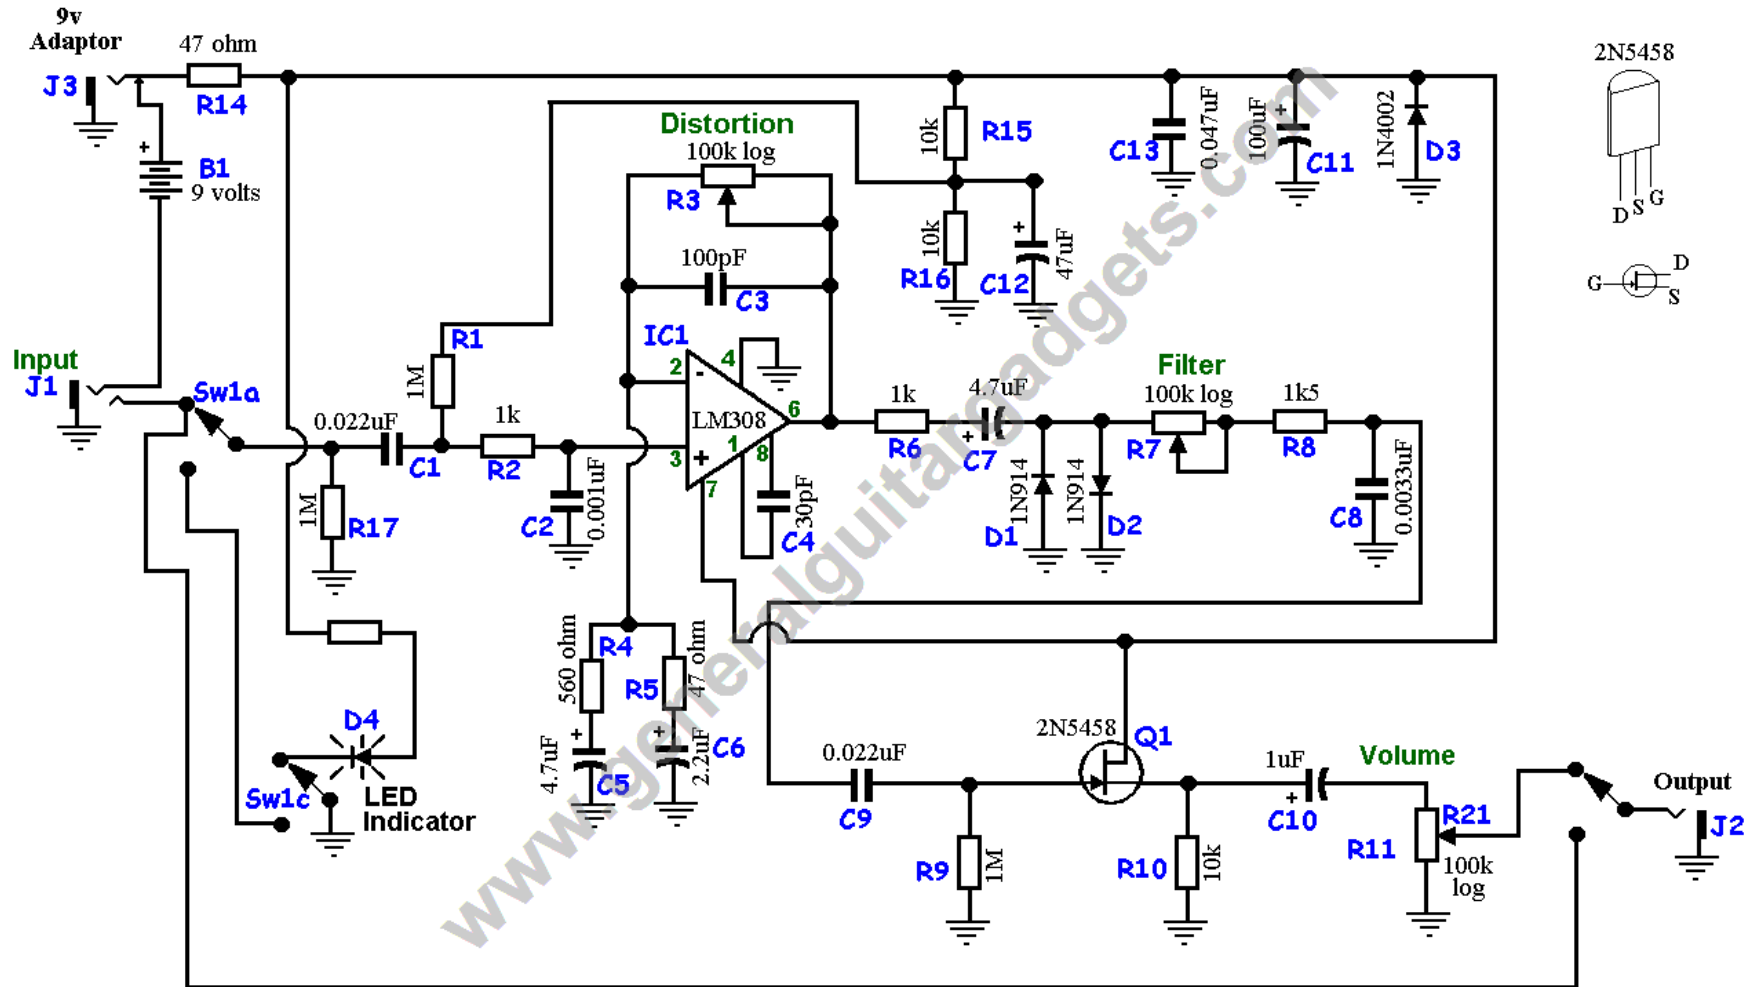 9v
Adaptor
J3
47 ohm
R14
+
B1
9 volts
Distortion
100k log
R3
100pF
C3
10k
R15
10k
R16
+
C12
47uF
C13
0.047uF
100uF
+
C11
1N4002
D3
2N5458
D
S
G
G
D
S
Input
J1
Sw1a
0.022uF
C1
R1
1M
1k
R2
1M
R17
C2
0.001uF
IC1
2
-
4
LM308
6
3
+
1
8
7
30pF
C4
1k
R6
4.7uF
+
C7
1N914
D1
1N914
D2
Filter
100k log
R7
1k5
R8
C8
0.0033uF
560 ohm
R4
R5
47 ohm
+
4.7uF
C5
+
2.2uF
C6
D4
Sw1c
LED
Indicator
0.022uF
C9
R9
1M
2N5458
Q1
R10
10k
1uF
+
C10
Volume
R21
R11
100k
log
Output
J2
www.generalguitargadgets.com